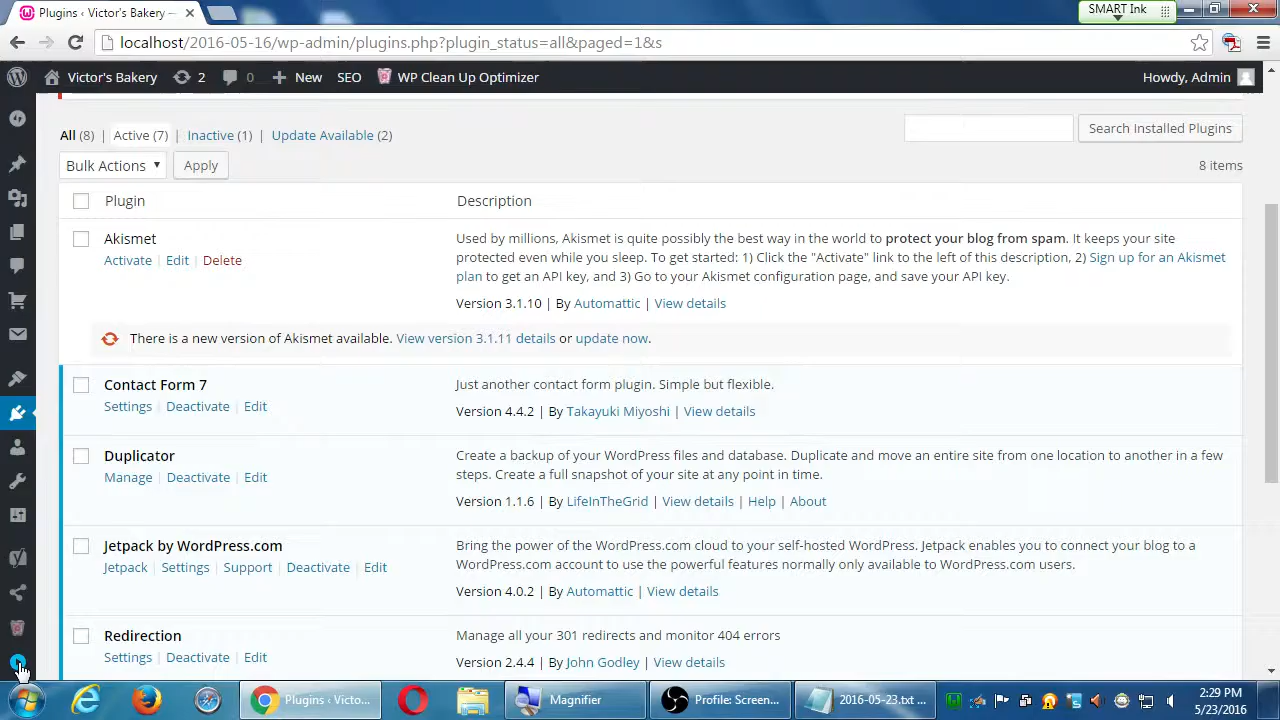 Plugins ‹ Victor's Bakery —
SMART Ink
localhost/2016-05-16/wp-admin/plugins.php?plugin_status=all&paged=1&s
Victor's Bakery 2 0 New SEO WP Clean Up Optimizer Howdy, Admin
All (8) | Active (7) | Inactive (1) | Update Available (2)
Search Installed Plugins
Bulk Actions Apply 8 items
Plugin Description
Akismet
Activate | Edit | Delete
Used by millions, Akismet is quite possibly the best way in the world to protect your blog from spam. It keeps your site
protected even while you sleep. To get started: 1) Click the "Activate" link to the left of this description, 2) Sign up for an Akismet
plan to get an API key, and 3) Go to your Akismet configuration page, and save your API key.
Version 3.1.10 | By Automattic | View details
There is a new version of Akismet available. View version 3.1.11 details or update now.
Contact Form 7
Settings | Deactivate | Edit
Just another contact form plugin. Simple but flexible.
Version 4.4.2 | By Takayuki Miyoshi | View details
Duplicator
Manage | Deactivate | Edit
Create a backup of your WordPress files and database. Duplicate and move an entire site from one location to another in a few
steps. Create a full snapshot of your site at any point in time.
Version 1.1.6 | By LifeInTheGrid | View details | Help | About
Jetpack by WordPress.com
Jetpack | Settings | Support | Deactivate | Edit
Bring the power of the WordPress.com cloud to your self-hosted WordPress. Jetpack enables you to connect your blog to a
WordPress.com account to use the powerful features normally only available to WordPress.com users.
Version 4.0.2 | By Automattic | View details
Redirection
Settings | Deactivate | Edit
Manage all your 301 redirects and monitor 404 errors
Version 2.4.4 | By John Godley | View details
Plugins ‹ Victo... Magnifier Profile: Screen... 2016-05-23.txt ...
2:29 PM
5/23/2016